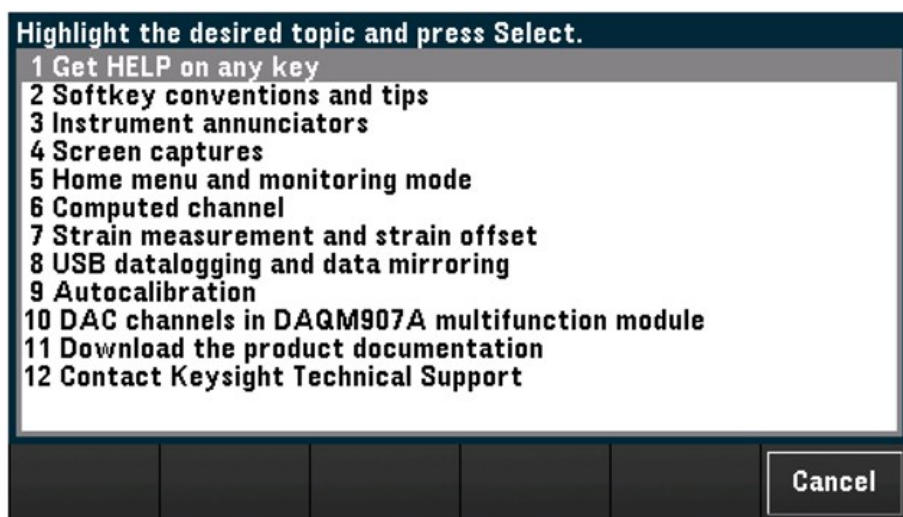 Highlight the desired topic and press Select.
1 Get HELP on any key
2 Softkey conventions and tips
3 Instrument annunciators
4 Screen captures
5 Home menu and monitoring mode
6 Computed channel
7 Strain measurement and strain offset
8 USB datalogging and data mirroring
9 Autocalibration
10 DAC channels in DAQM907A multifunction module
11 Download the product documentation
12 Contact Keysight Technical Support
Cancel